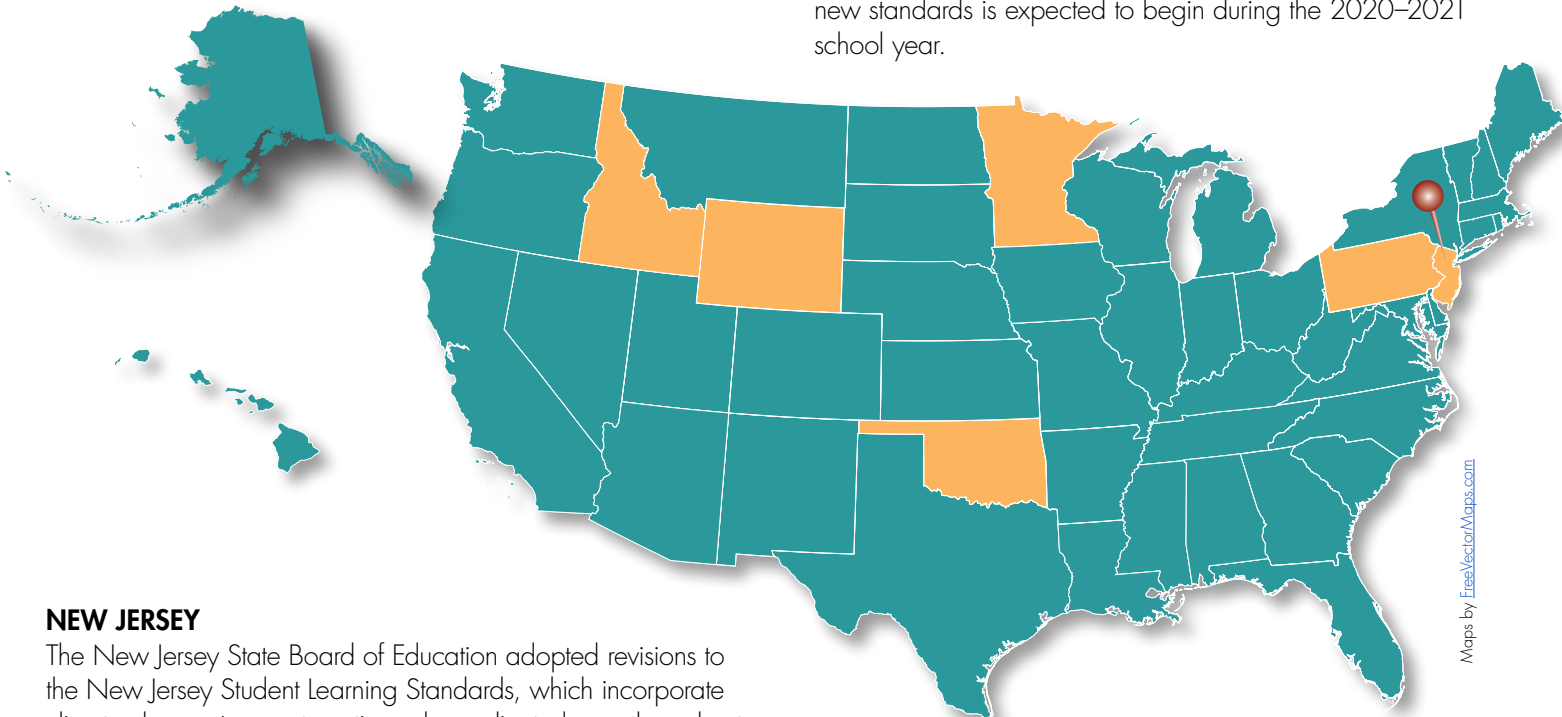 new standards is expected to begin during the 2020–2021
school year.
Maps by FreeVectorMaps.com
NEW JERSEY
The New Jersey State Board of Education adopted revisions to
the New Jersey Student Learning Standards, which incorporate